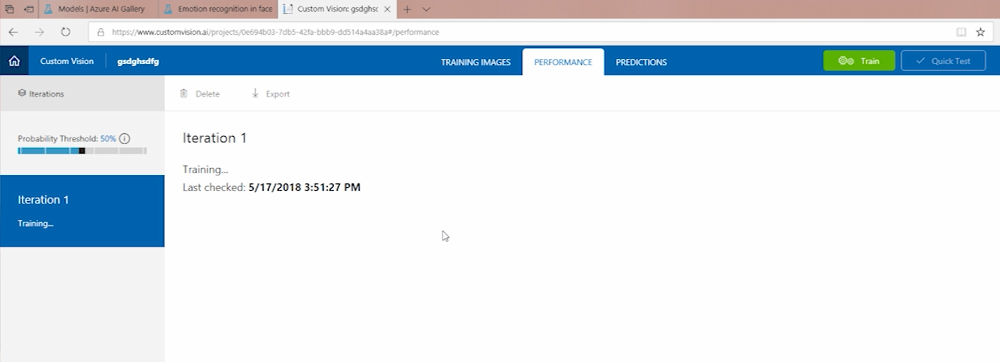 Models | Azure AI Gallery
Emotion recognition in face
Custom Vision: gsdghsc
https://www.customvision.ai/projects/0e694b03-7db5-42fa-bbb9-dd514a4aa38a#/performance
Custom Vision
gsdghsdfg
TRAINING IMAGES
PERFORMANCE
PREDICTIONS
Train
Quick Test
Iterations
Delete
Export
Probability Threshold: 50%
Iteration 1
Training...
Last checked: 5/17/2018 3:51:27 PM
Iteration 1
Training...